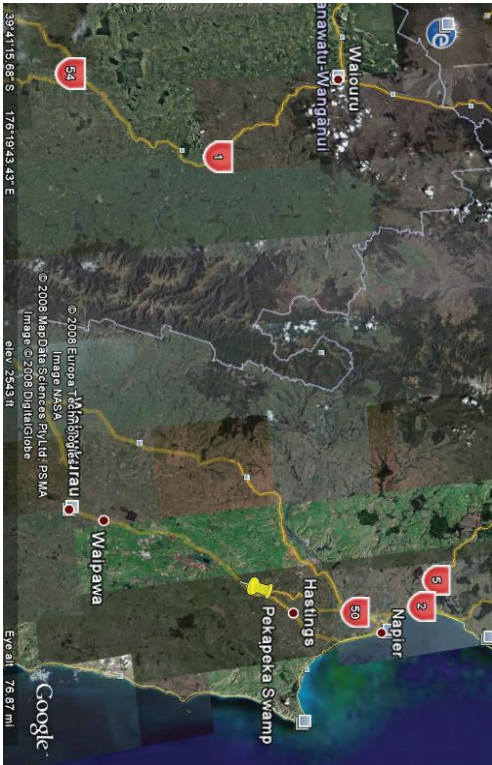 Waiouru
anawatu-Wanganui
54
1
5
2
Napier
50
Hastings
Pekapeka Swamp
Waipawa
© 2008 Europa Technologies
Image NASA
© 2008 MapData Sciences PtyLtd, PSMA
Image © 2008 DigitalGlobe
39°41'15.68" S 176°19'43.43" E
elev 2543 ft
Eye alt 76.87 mi
Google